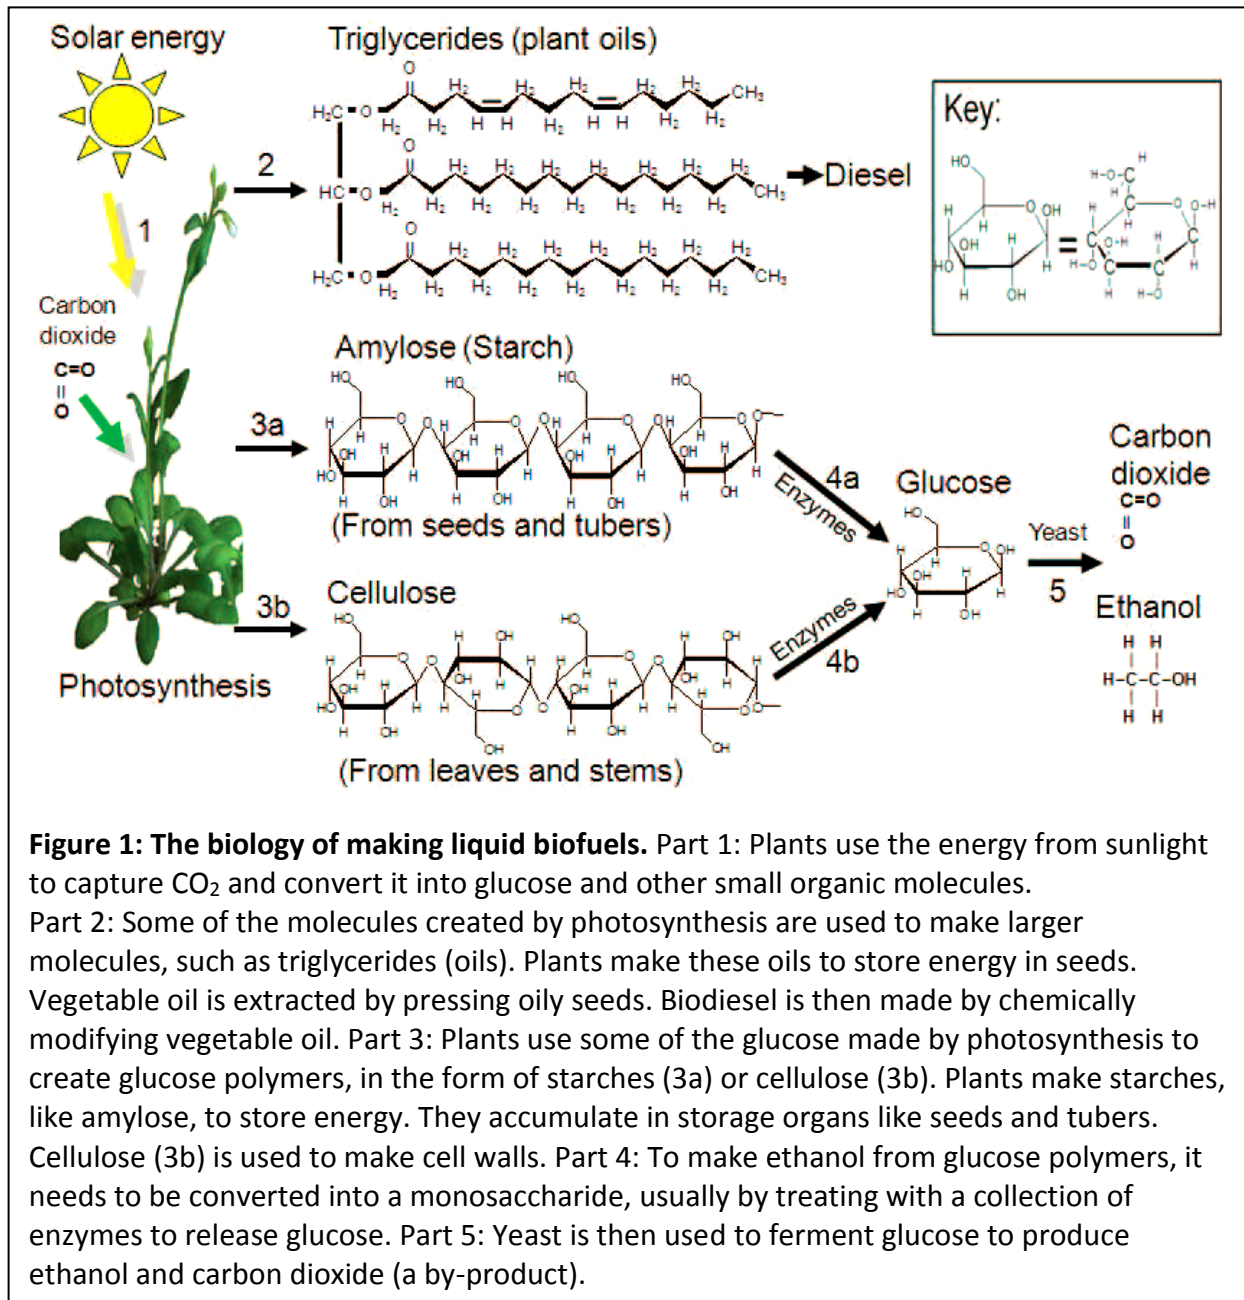 Solar energy
Triglycerides (plant oils)
Key:
1
2
Diesel
Carbon
dioxide
C=O
O
Amylose (Starch)
3a
(From seeds and tubers)
4a
Enzymes
Glucose
Yeast
5
Carbon
dioxide
C=O
O
Cellulose
3b
Enzymes
4b
Ethanol
H H
H-C-C-OH
H H
Photosynthesis
(From leaves and stems)
Figure 1: The biology of making liquid biofuels. Part 1: Plants use the energy from sunlight
to capture CO₂ and convert it into glucose and other small organic molecules.
Part 2: Some of the molecules created by photosynthesis are used to make larger
molecules, such as triglycerides (oils). Plants make these oils to store energy in seeds.
Vegetable oil is extracted by pressing oily seeds. Biodiesel is then made by chemically
modifying vegetable oil. Part 3: Plants use some of the glucose made by photosynthesis to
create glucose polymers, in the form of starches (3a) or cellulose (3b). Plants make starches,
like amylose, to store energy. They accumulate in storage organs like seeds and tubers.
Cellulose (3b) is used to make cell walls. Part 4: To make ethanol from glucose polymers, it
needs to be converted into a monosaccharide, usually by treating with a collection of
enzymes to release glucose. Part 5: Yeast is then used to ferment glucose to produce
ethanol and carbon dioxide (a by-product).